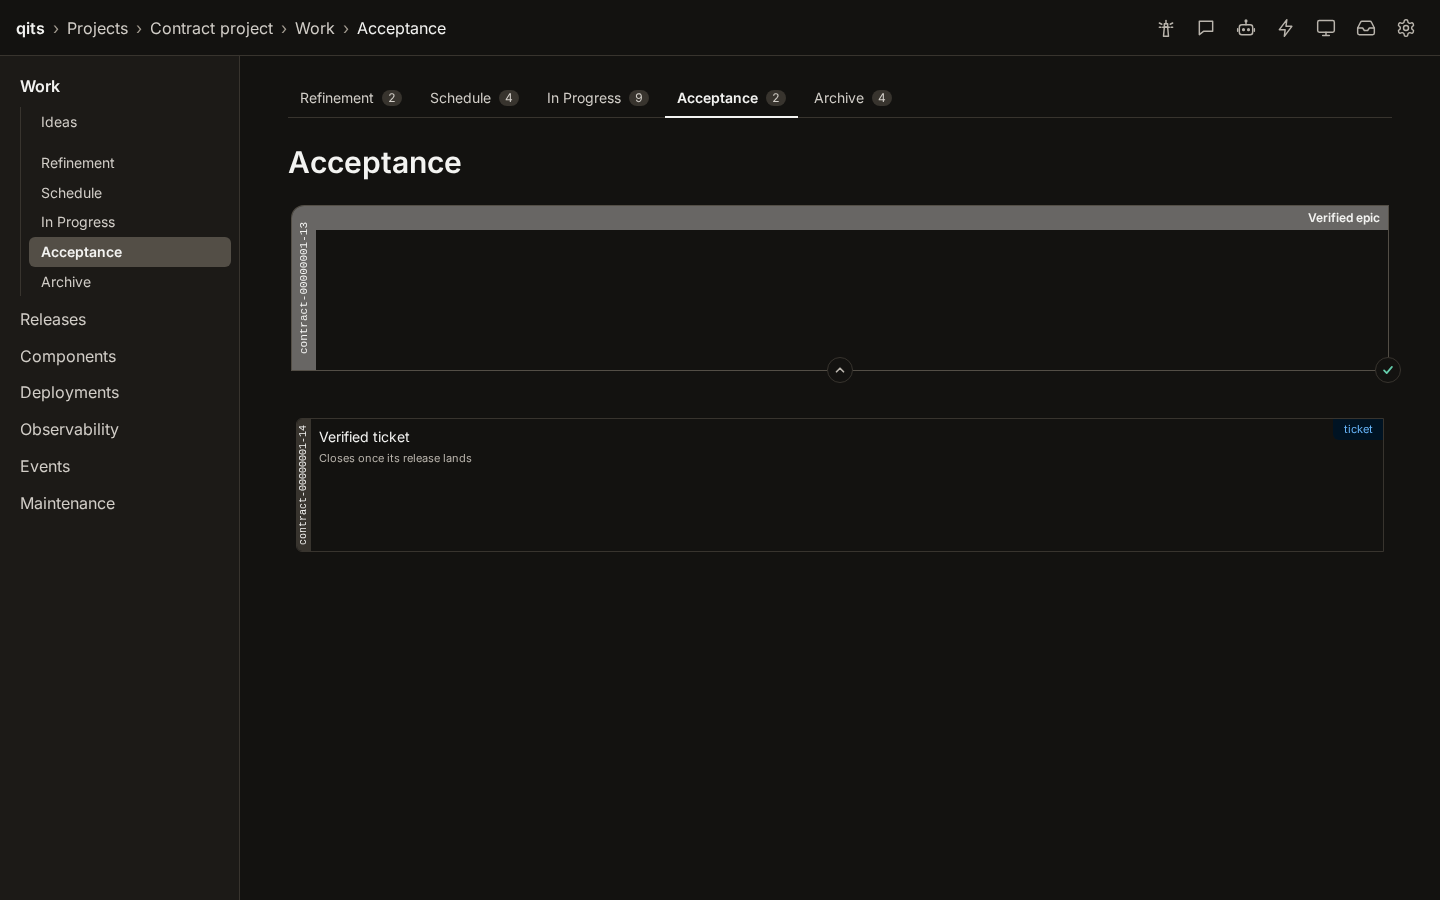 qits › Projects › Contract project › Work › Acceptance
Work
Ideas
Refinement
Schedule
In Progress
Acceptance
Archive
Releases
Components
Deployments
Observability
Events
Maintenance
Refinement 2 Schedule 4 In Progress 9 Acceptance 2 Archive 4
Acceptance
Verified epic
contract-00000001-13
contract-00000001-14
Verified ticket
ticket
Closes once its release lands